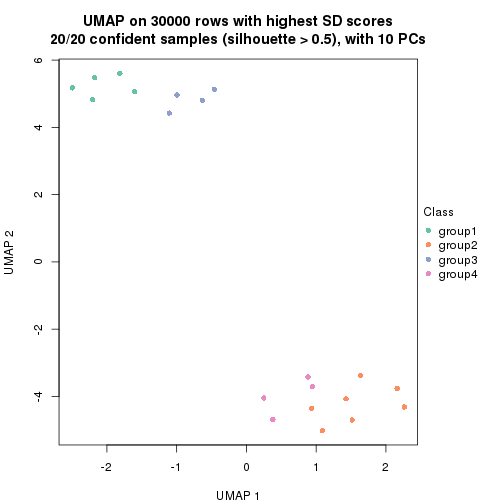 UMAP on 30000 rows with highest SD scores
20/20 confident samples (silhouette > 0.5), with 10 PCs
6
4
2
0
-2
-4
UMAP 2
-2
-1
0
1
2
UMAP 1
Class
group1
group2
group3
group4